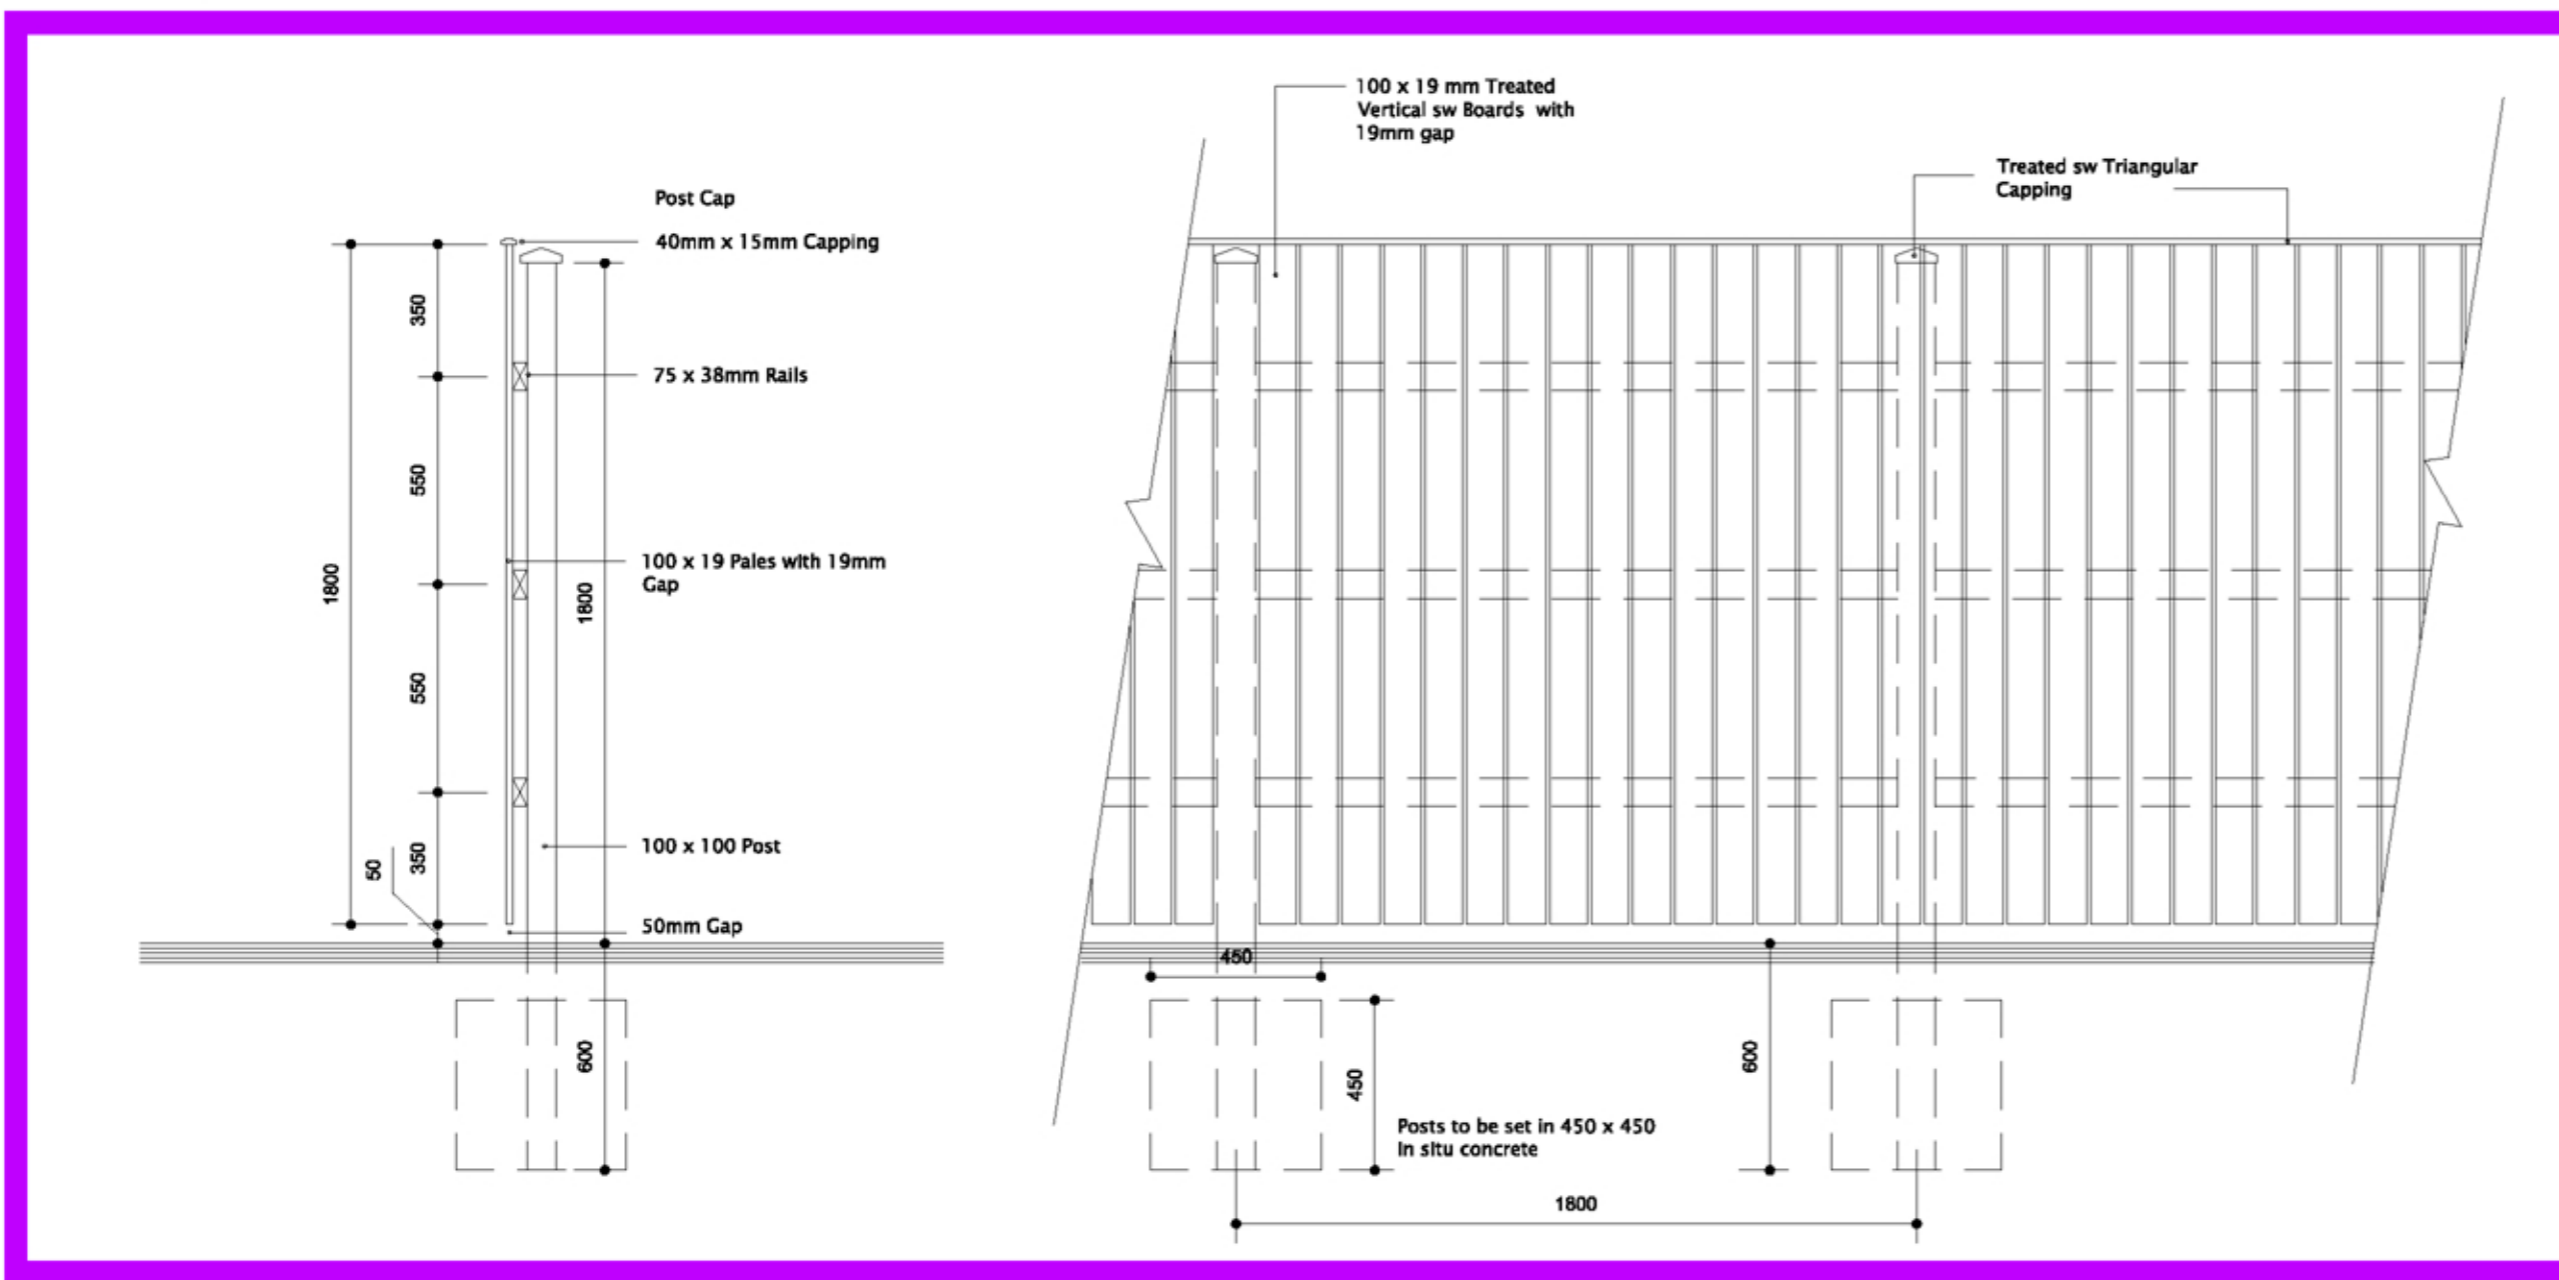 Post Cap
40mm x 15mm Capping
350
75 x 38mm Rails
550
1800
100 x 19 Pales with 19mm
Gap
1800
550
100 x 100 Post
350
50
50mm Gap
600
100 x 19 mm Treated
Vertical sw Boards with
19mm gap
Treated sw Triangular
Capping
450
450
600
Posts to be set in 450 x 450
in situ concrete
1800